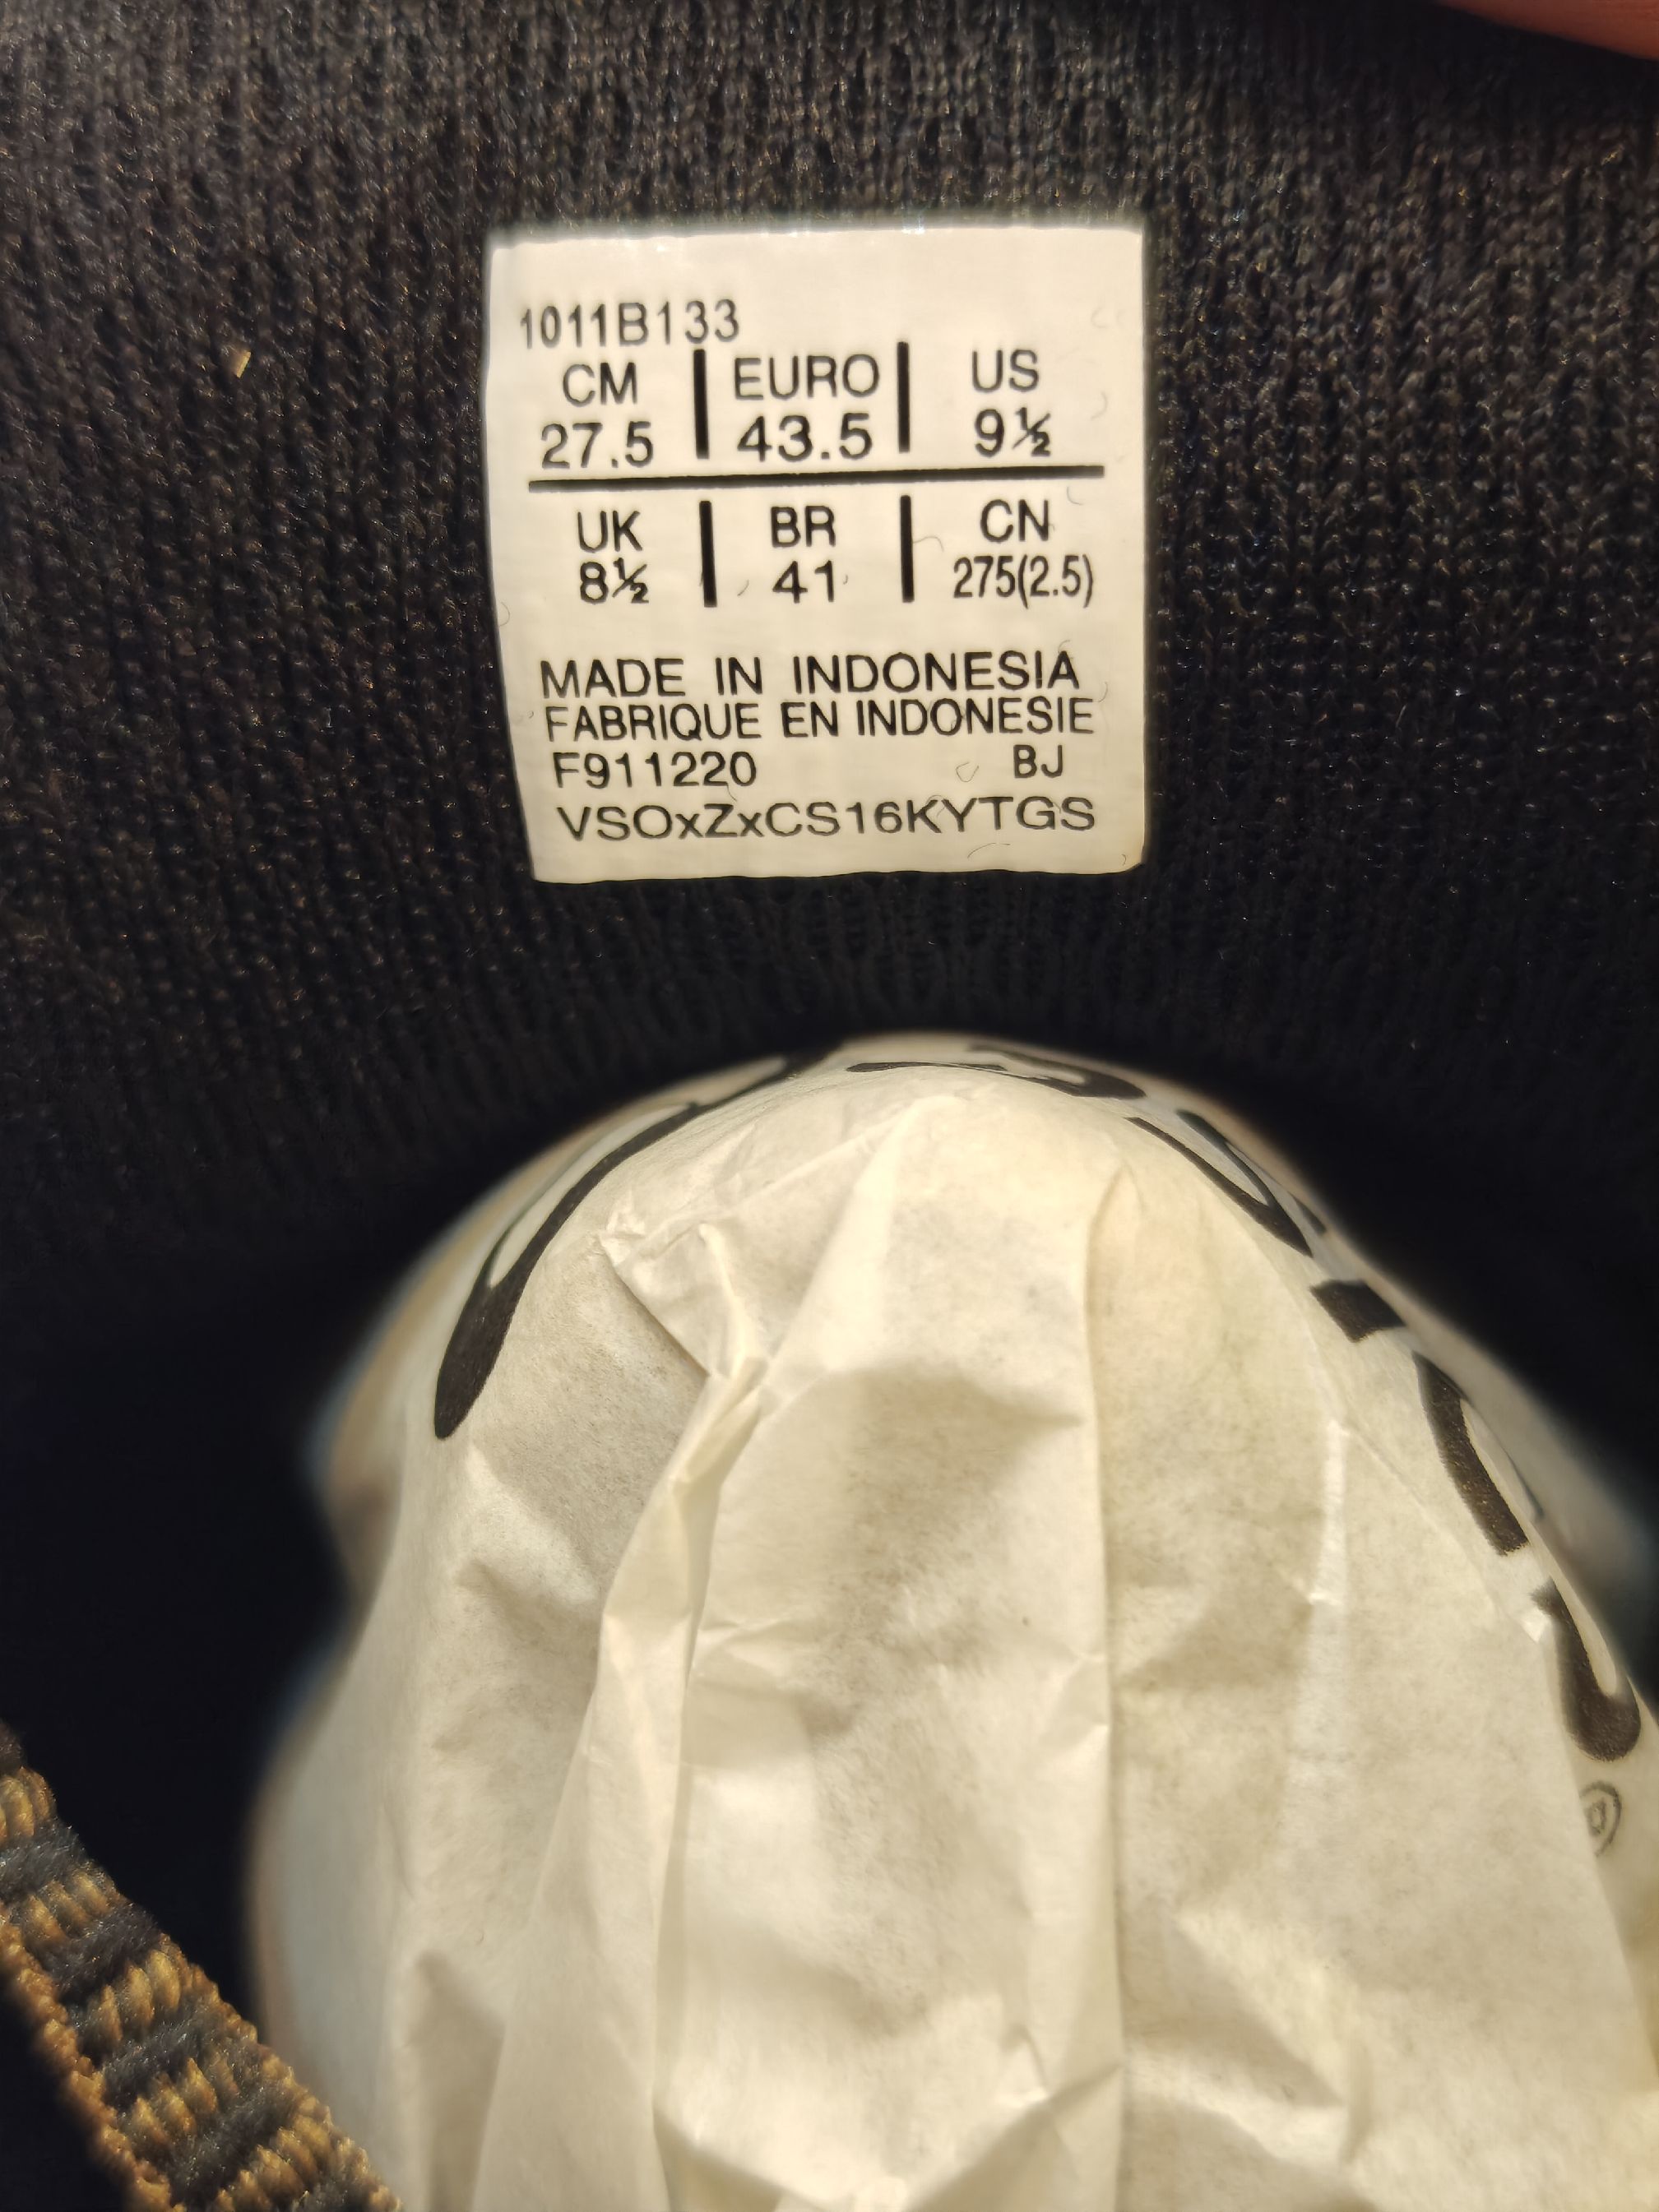 1011B133
CM EURO US
27.5 43.5 9½
UK BR CN
8½ 41 275(2.5)
MADE IN INDONESIA
FABRIQUE EN INDONESIE
F911220 BJ
VSOxZxCS16KYTGS